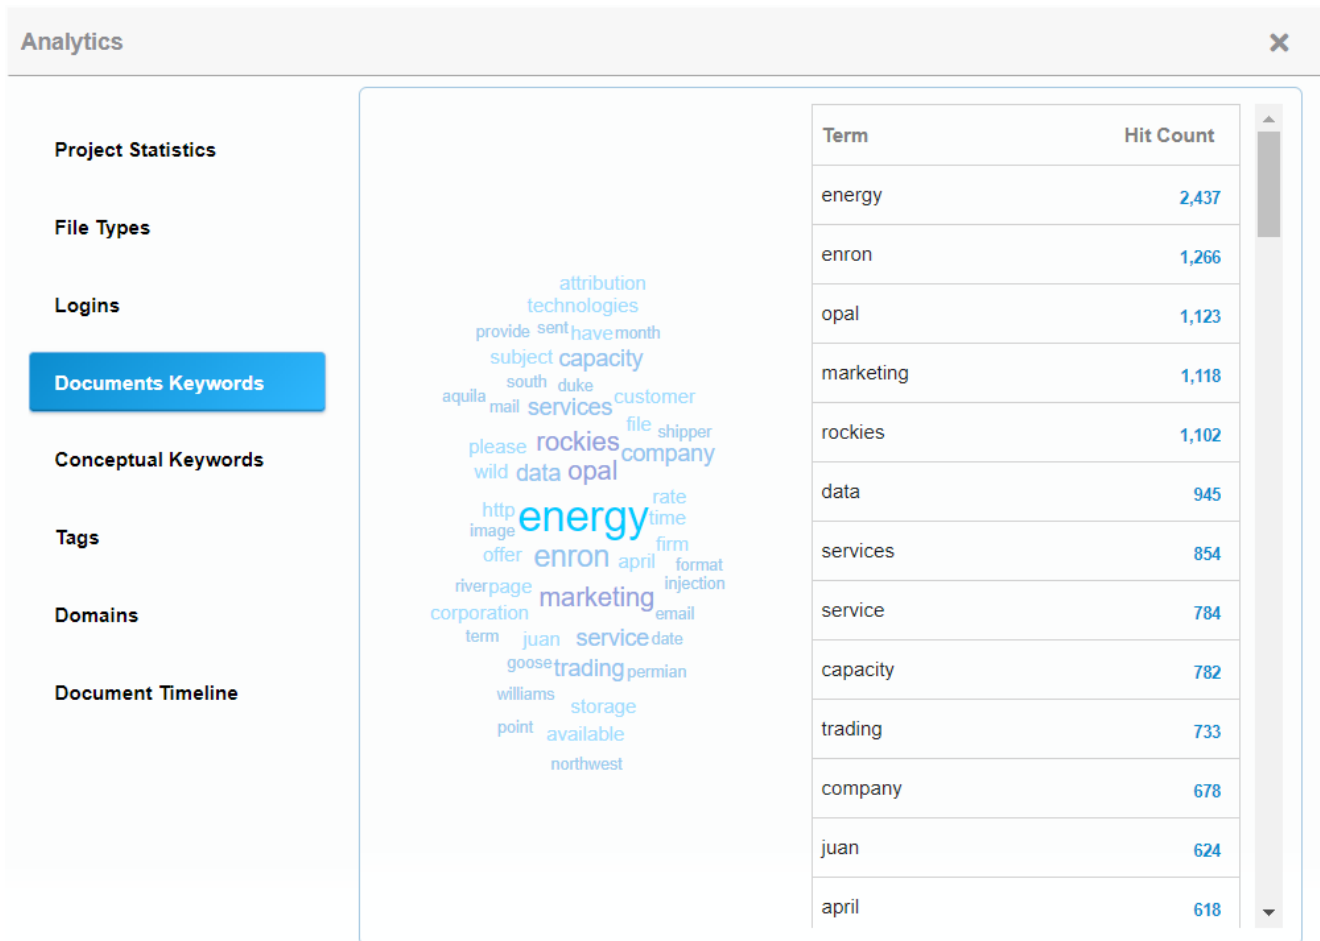 Analytics
Project Statistics
File Types
Logins
Documents Keywords
Conceptual Keywords
Tags
Domains
Document Timeline
attribution
technologies
provide sent have month
subject capacity
south duke
aquila mail services customer
file shipper
please rockies company
wild data opal
rate
http energy time
image
firm
offer enron april format
injection
river page marketing
corporation email
term juan service date
goose trading permian
williams
storage
point available
northwest
Term Hit Count
energy 2,437
enron 1,266
opal 1,123
marketing 1,118
rockies 1,102
data 945
services 854
service 784
capacity 782
trading 733
company 678
juan 624
april 618